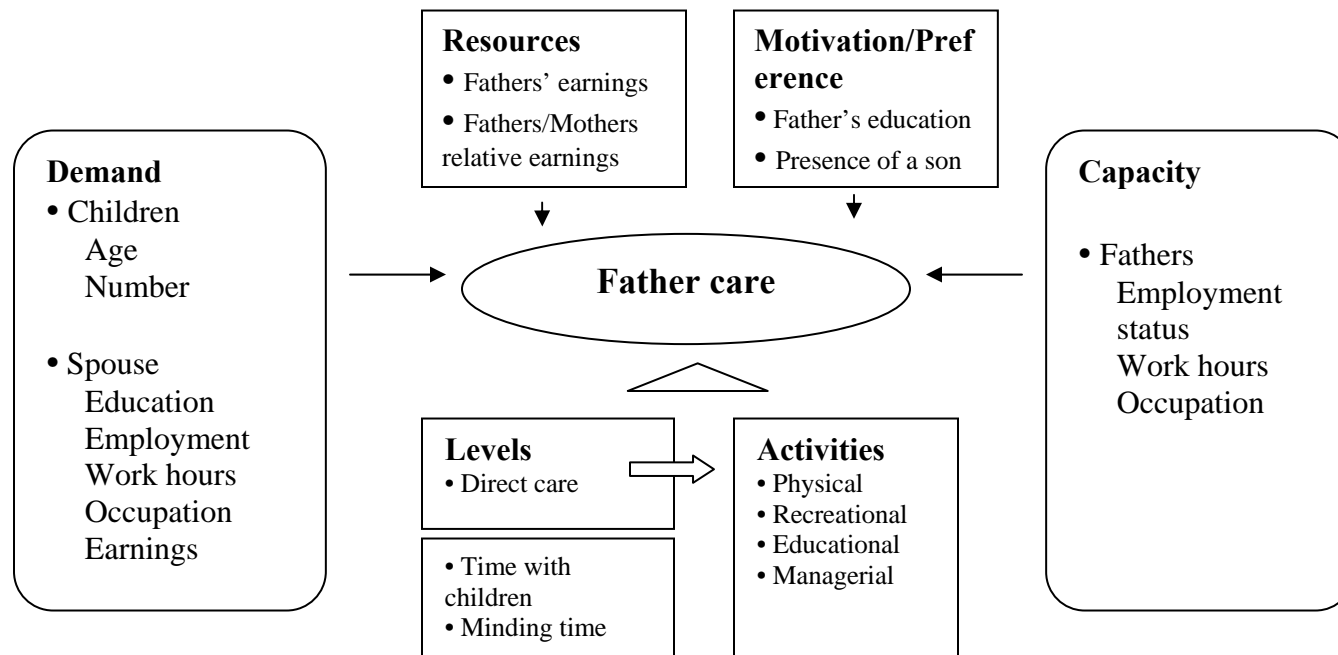 Resources
• Fathers’ earnings
• Fathers/Mothers
relative earnings
Motivation/Pref
erence
• Father’s education
• Presence of a son
Demand
• Children
Age
Number
• Spouse
Education
Employment
Work hours
Occupation
Earnings
Father care
Capacity
• Fathers
Employment
status
Work hours
Occupation
Levels
• Direct care
• Time with
children
• Minding time
Activities
• Physical
• Recreational
• Educational
• Managerial